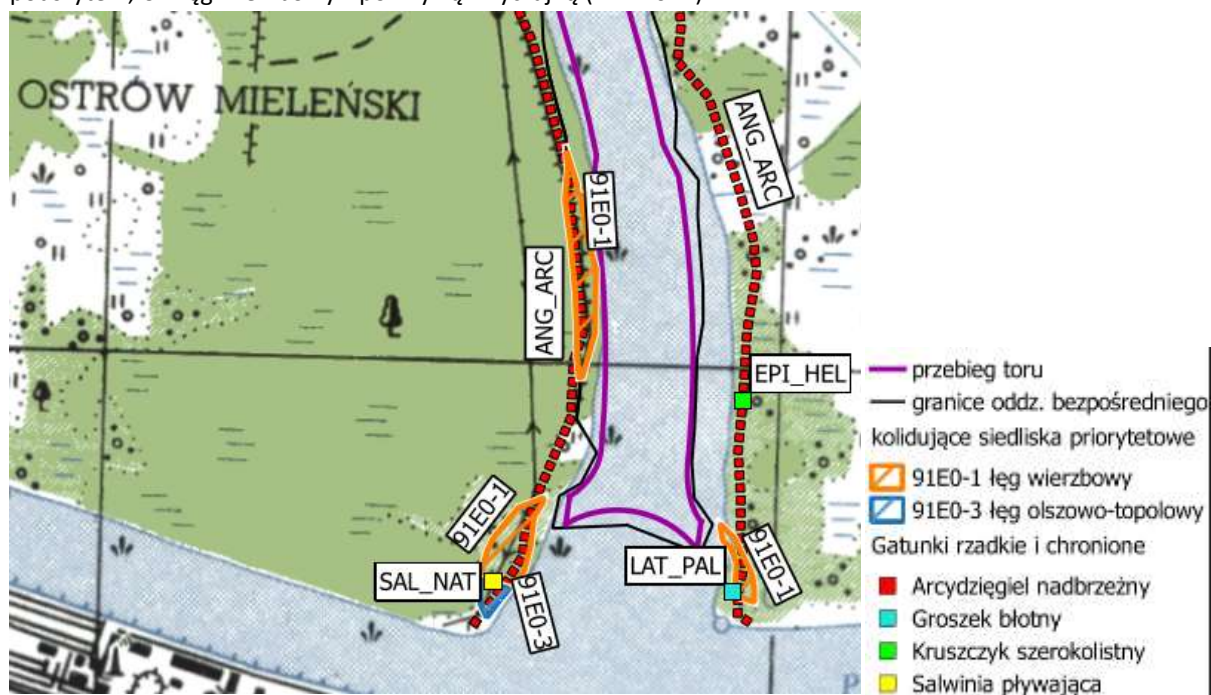 OSTRÓW MIELEŃSKI
ANG_ARC
91E0-1
ANG_ARC
EPI_HEL
91E0-1
SAL_NAT
91E0-3
LAT_PAL
91E0-1
P
przebieg toru
granice oddz. bezpośredniego
kolidujące siedliska priorytetowe
91E0-1 łęg wierzbowy
91E0-3 łęg olszowo-topolowy
Gatunki rzadkie i chronione
Arcydzięgiel nadbrzeżny
Groszek błotny
Kruszczyk szerokolistny
Salwinia pływająca